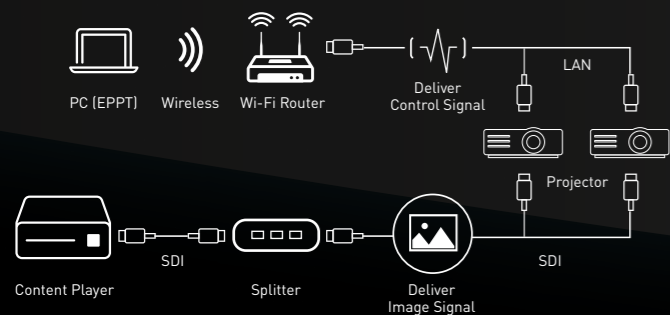 LAN
PC (EPPT)
Wireless
Wi-Fi Router
Deliver
Control Signal
Projector
SDI
SDI
Content Player
Splitter
Deliver
Image Signal